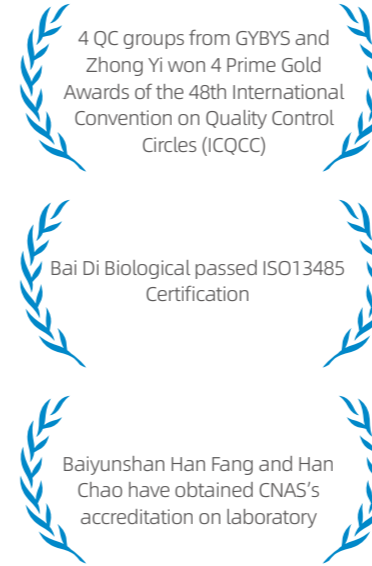 4 QC groups from GYBYS and
Zhong Yi won 4 Prime Gold
Awards of the 48th International
Convention on Quality Control
Circles (ICQCC)
Bai Di Biological passed ISO13485
Certification
Baiyunshan Han Fang and Han
Chao have obtained CNAS’s
accreditation on laboratory